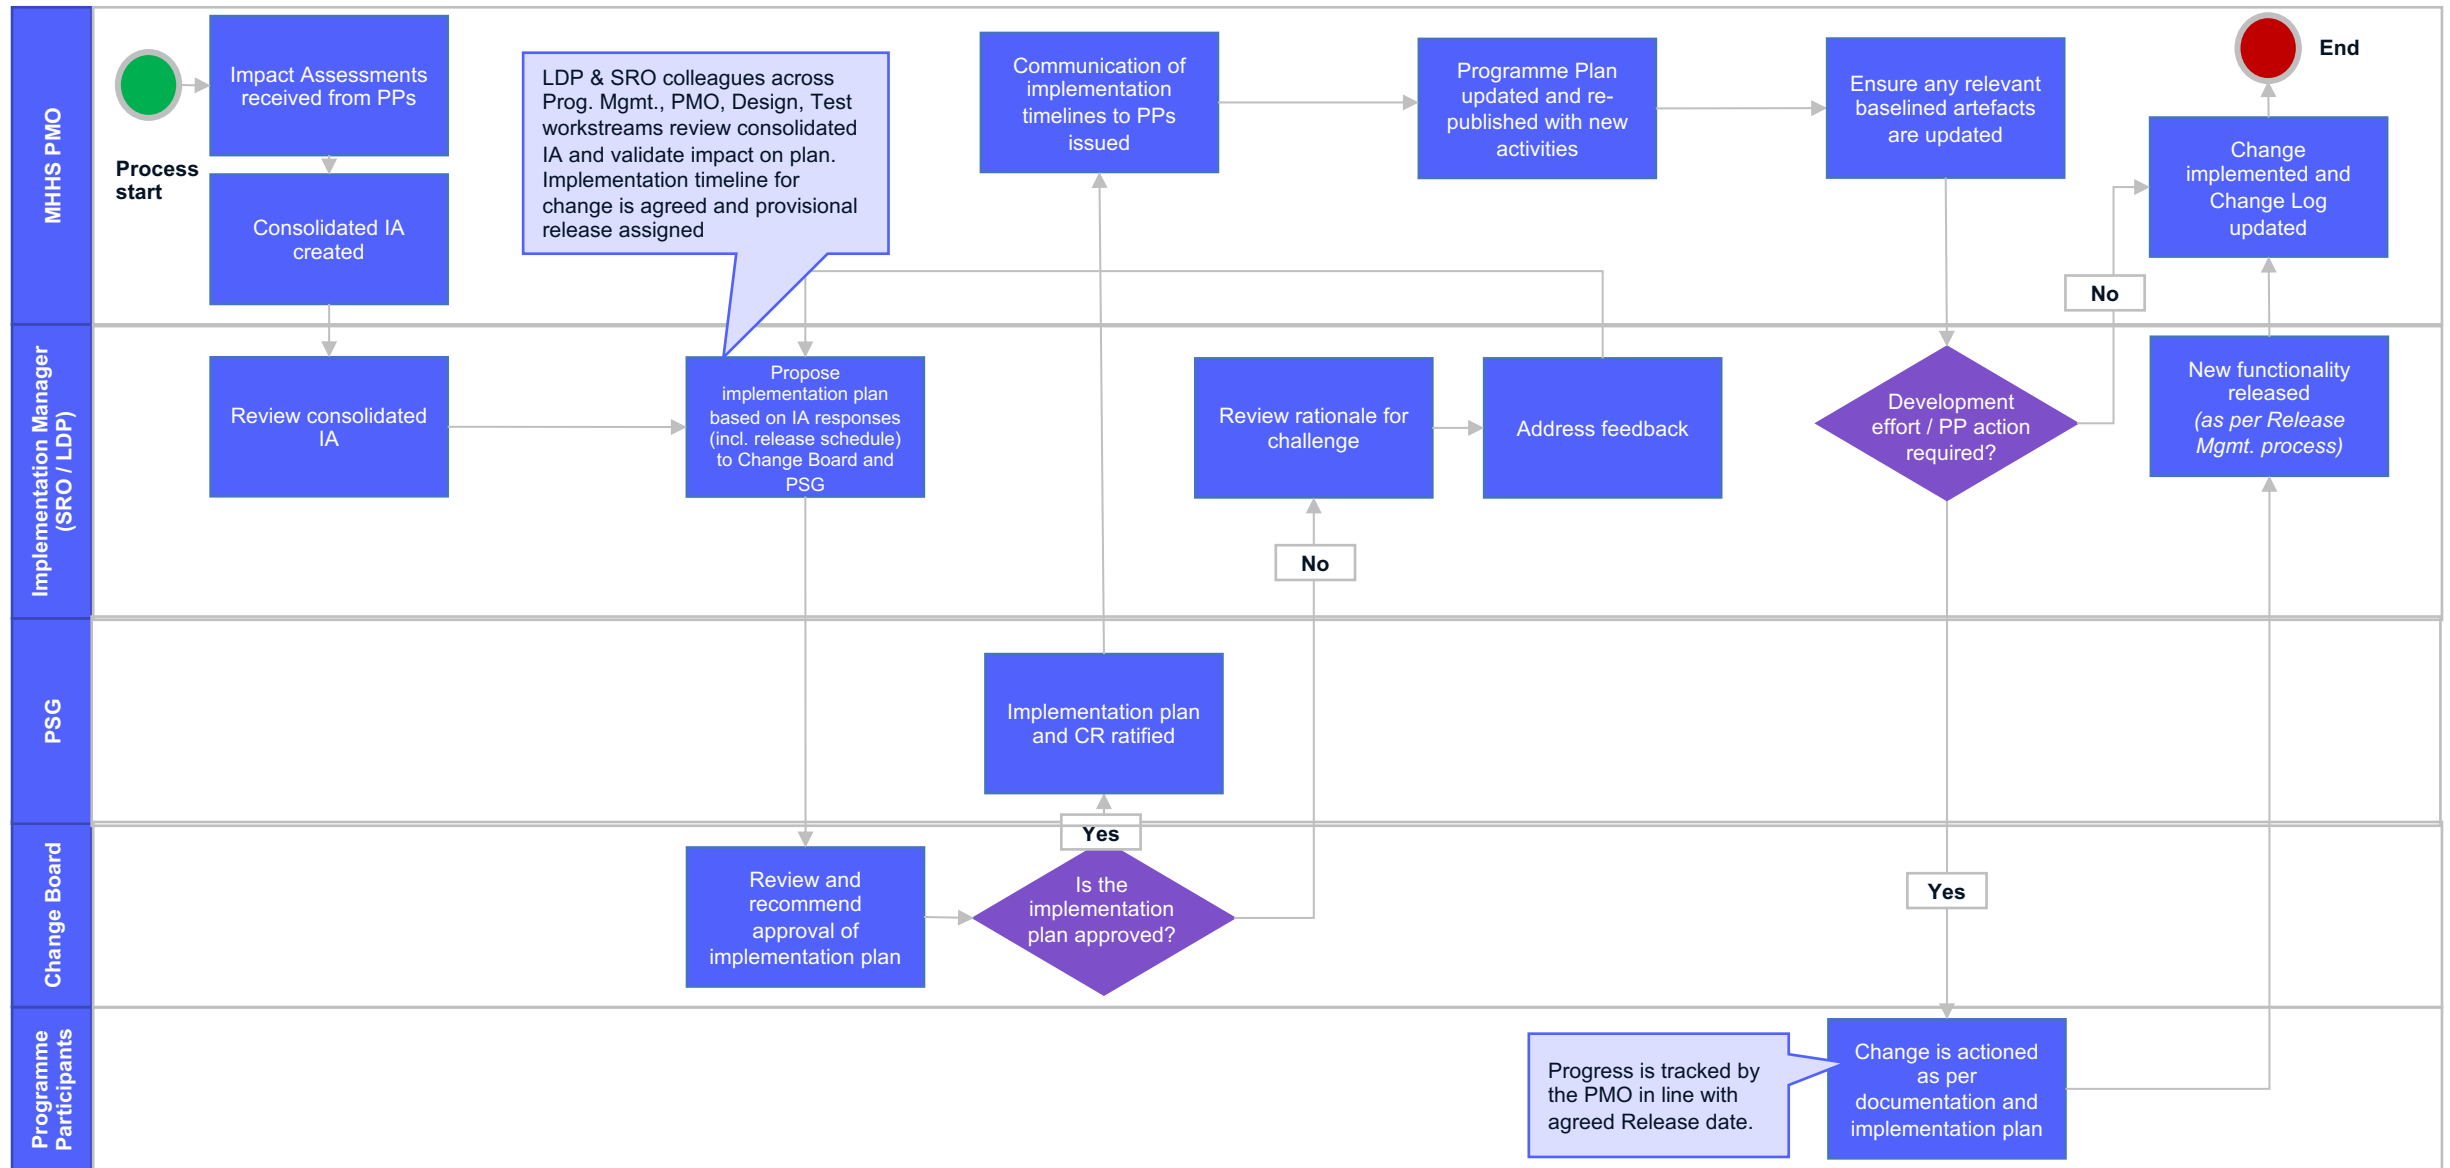 MHHS PMO
Process
start
Impact Assessments
received from PPs
Consolidated IA
created
LDP & SRO colleagues across
Prog. Mgmt., PMO, Design, Test
workstreams review consolidated
IA and validate impact on plan.
Implementation timeline for
change is agreed and provisional
release assigned
Communication of
implementation
timelines to PPs
issued
Programme Plan
updated and re-
published with new
activities
Ensure any relevant
baselined artefacts
are updated
End
Change
implemented and
Change Log
updated
No
Implementation Manager
(SRO / LDP)
Review consolidated
IA
Propose
implementation plan
based on IA responses
(incl. release schedule)
to Change Board and
PSG
Review rationale for
challenge
Address feedback
Development
effort / PP action
required?
New functionality
released
(as per Release
Mgmt. process)
No
PSG
Implementation plan
and CR ratified
Yes
Change Board
Review and
recommend
approval of
implementation plan
Is the
implementation
plan approved?
Yes
Programme
Participants
Progress is tracked by
the PMO in line with
agreed Release date.
Change is actioned
as per
documentation and
implementation plan